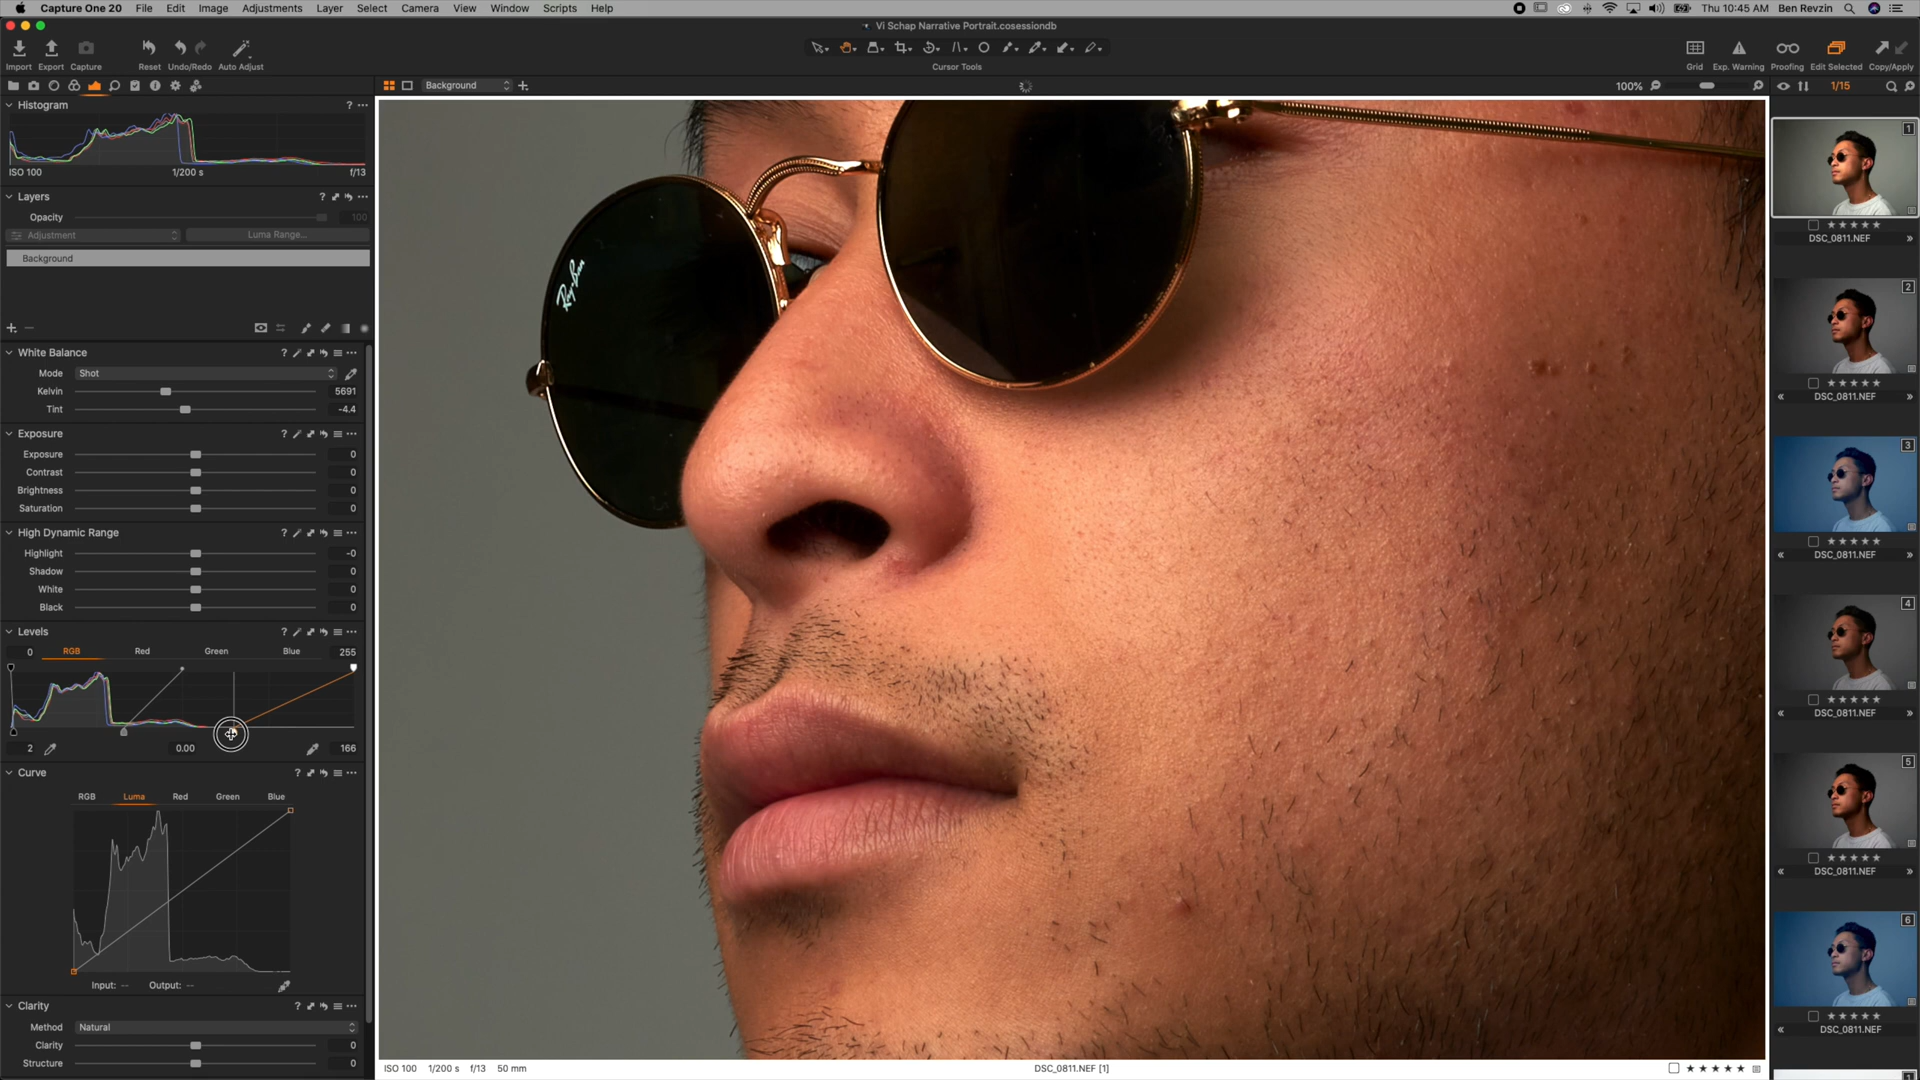 Capture One 20 File Edit Image Adjustments Layer Select Camera View Window Scripts Help Thu 10:45 AM Ben Revzin
Vi Schap Narrative Portrait.cosessiondb
Import Export Capture Reset Undo/Redo Auto Adjust Cursor Tools Grid Exp. Warning Proofing Edit Selected Copy/Apply
Background 100% 1/15
Histogram ?
ISO 100 1/200 s f/13
Layers ?
Opacity 100
Adjustment Luma Range...
Background
White Balance ?
Mode Shot
Kelvin 5691
Tint -4.4
Exposure ?
Exposure 0
Contrast 0
Brightness 0
Saturation 0
High Dynamic Range ?
Highlight -0
Shadow 0
White 0
Black 0
Levels ?
0 RGB Red Green Blue 255
2 0.00 166
Curve ?
RGB Luma Red Green Blue
Input: -- Output: --
Clarity ?
Method Natural
Clarity 0
Structure 0
Ray-Ban
ISO 100 1/200 s f/13 50 mm DSC_0811.NEF [1]
1
DSC_0811.NEF
2
DSC_0811.NEF
3
DSC_0811.NEF
4
DSC_0811.NEF
5
DSC_0811.NEF
6
DSC_0811.NEF
1